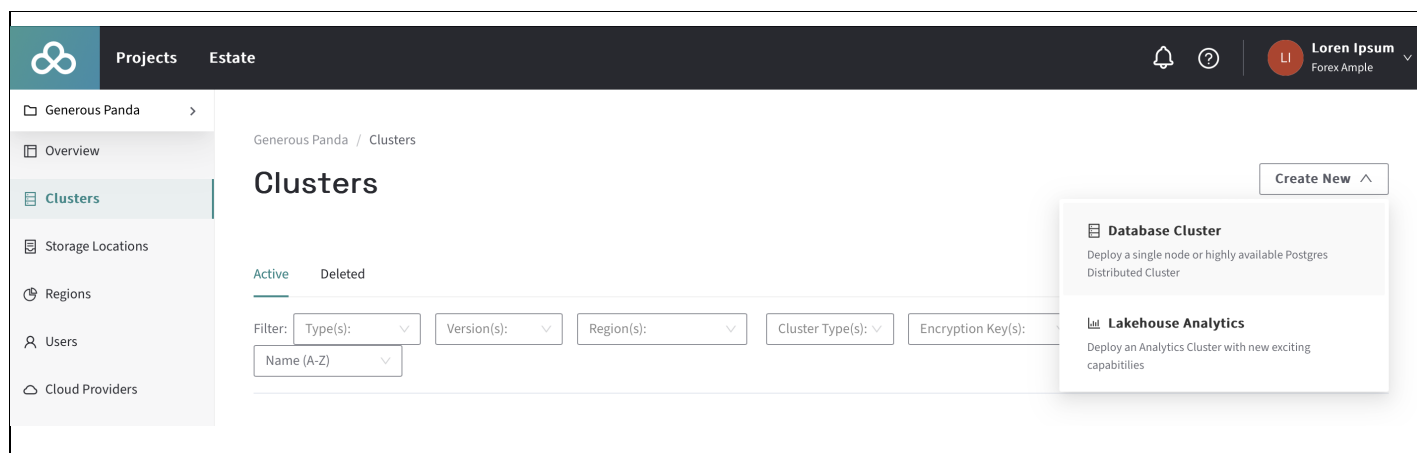 Projects Estate
LI
Loren Ipsum
Forex Ample
Generous Panda
Overview
Clusters
Storage Locations
Regions
Users
Cloud Providers
Generous Panda / Clusters
Clusters
Create New
Database Cluster
Deploy a single node or highly available Postgres
Distributed Cluster
Lakehouse Analytics
Deploy an Analytics Cluster with new exciting
capabitilies
Active Deleted
Filter: Type(s): Version(s): Region(s): Cluster Type(s): Encryption Key(s):
Name (A-Z)